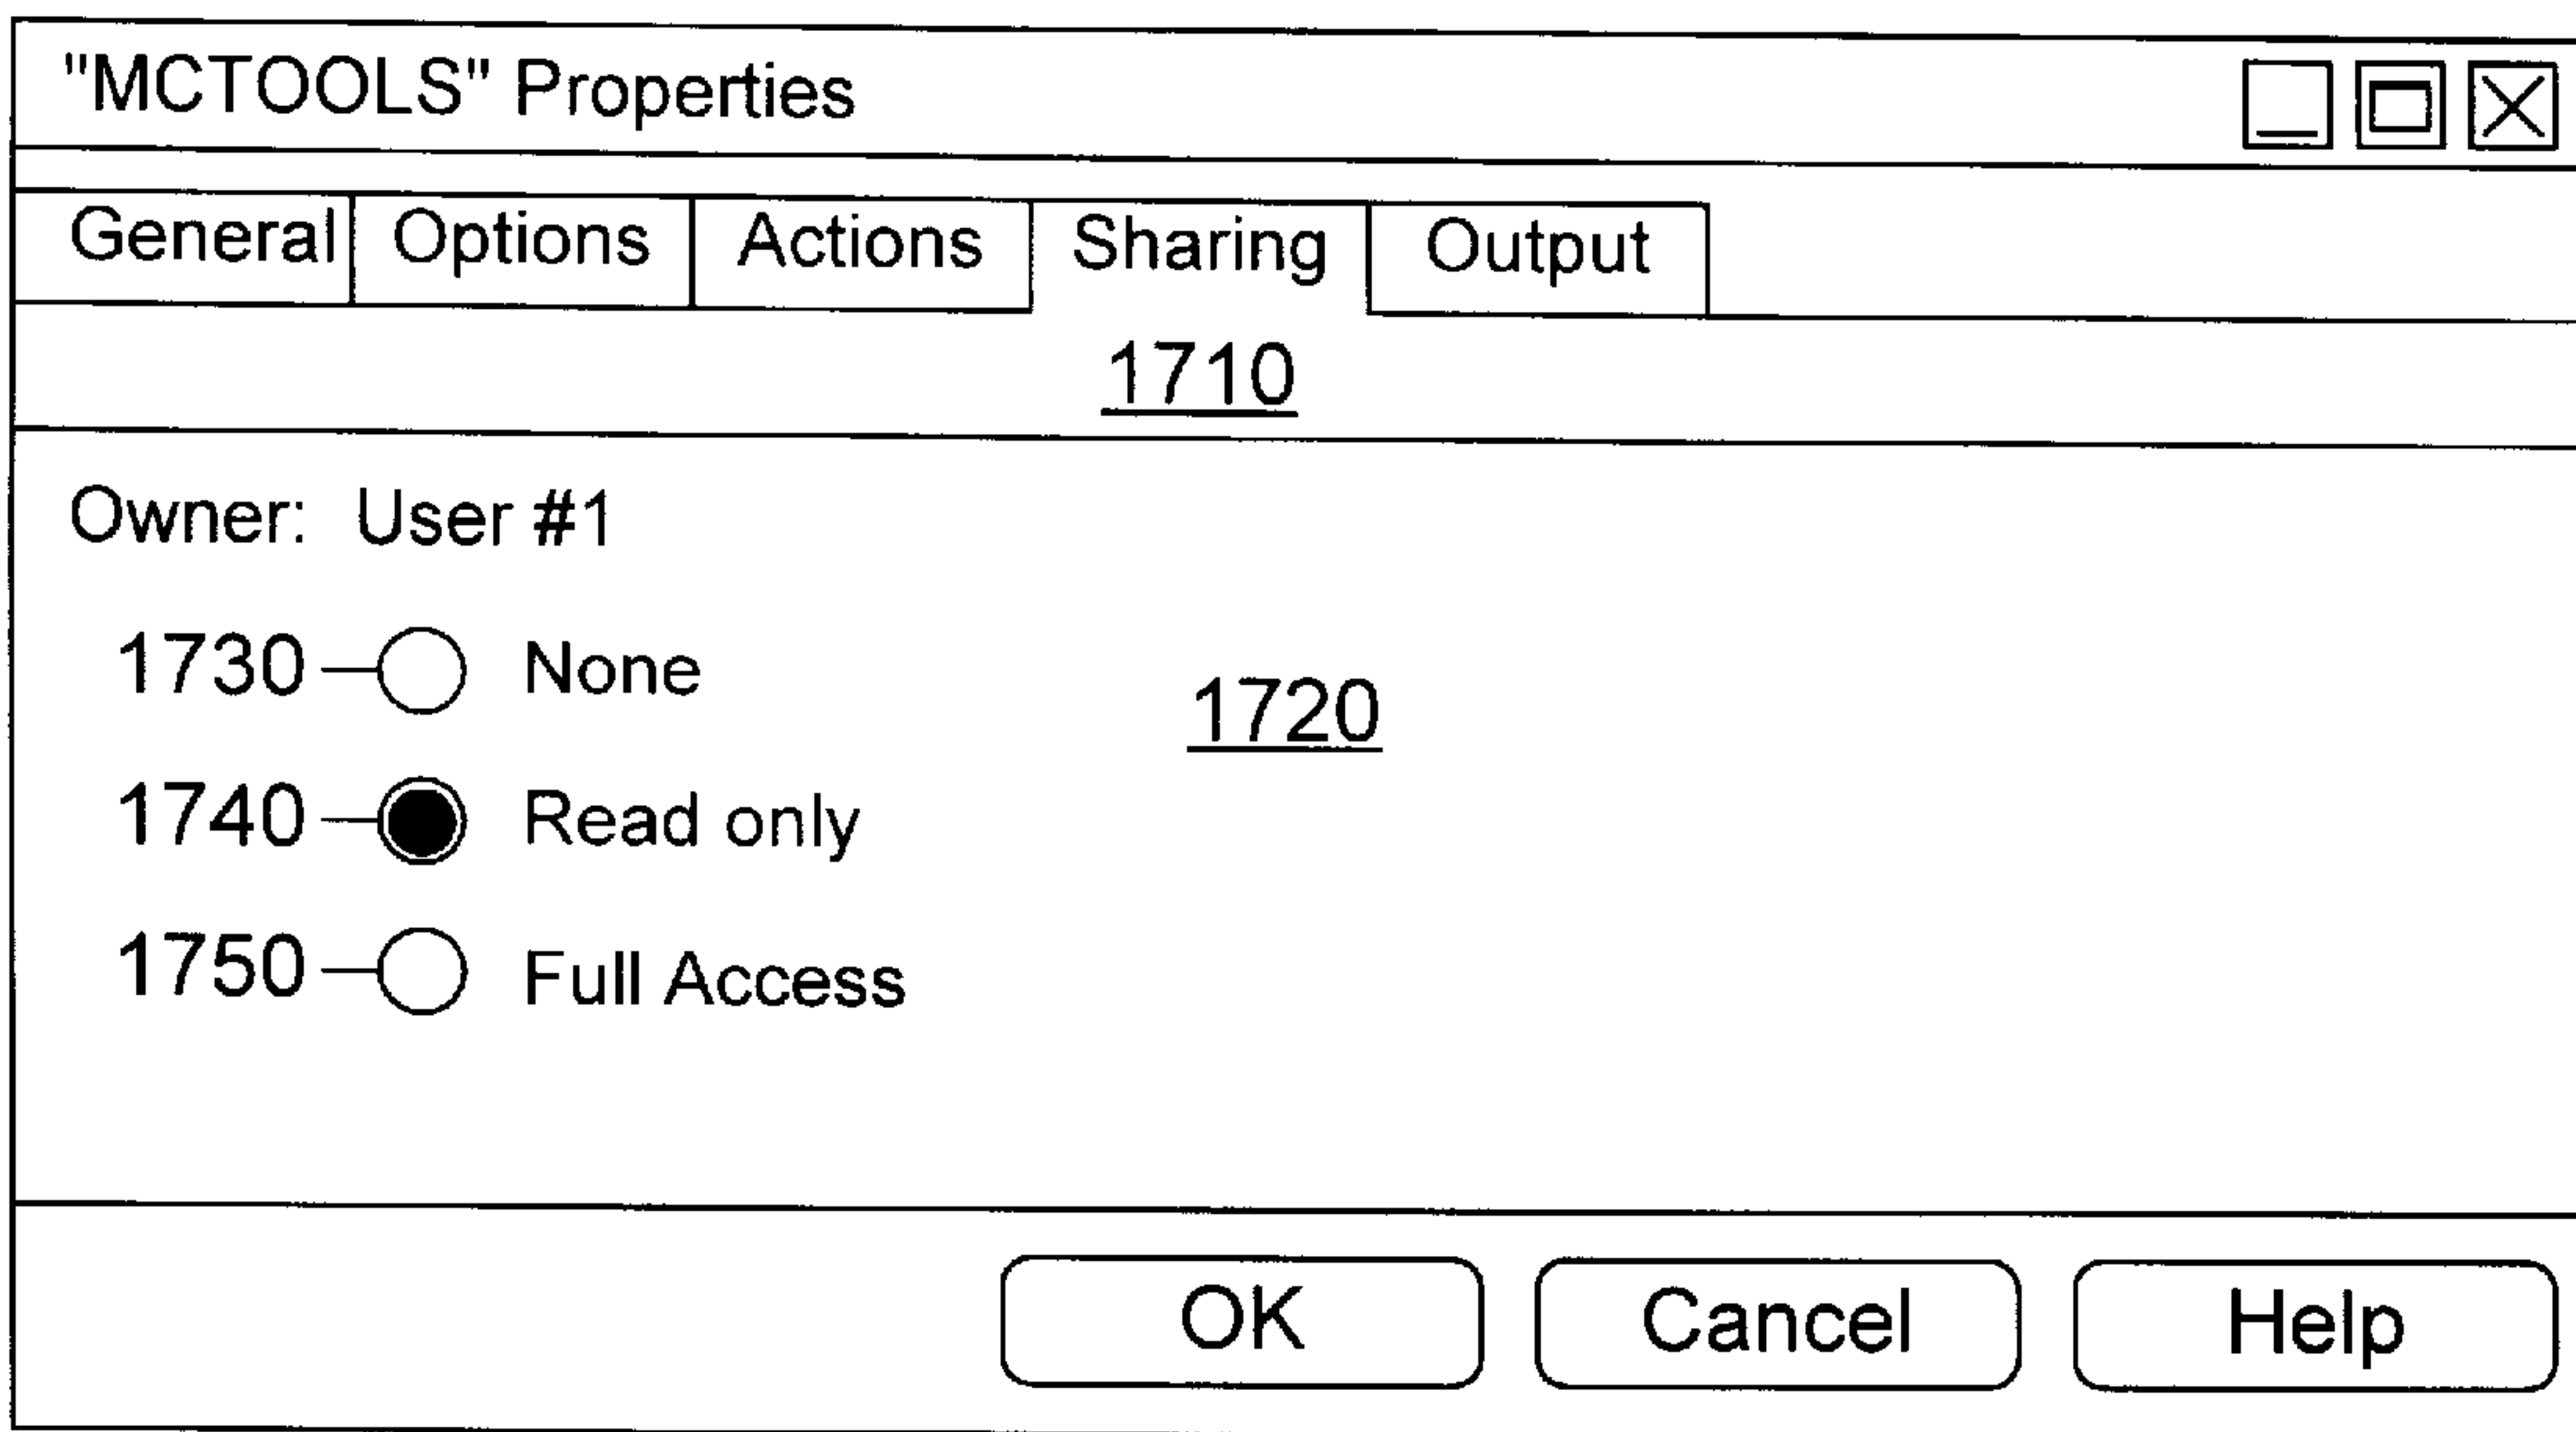 "MCTOOLS" Properties
General Options Actions Sharing Output
1710
Owner: User #1
1730 None
1720
1740 Read only
1750 Full Access
OK Cancel Help